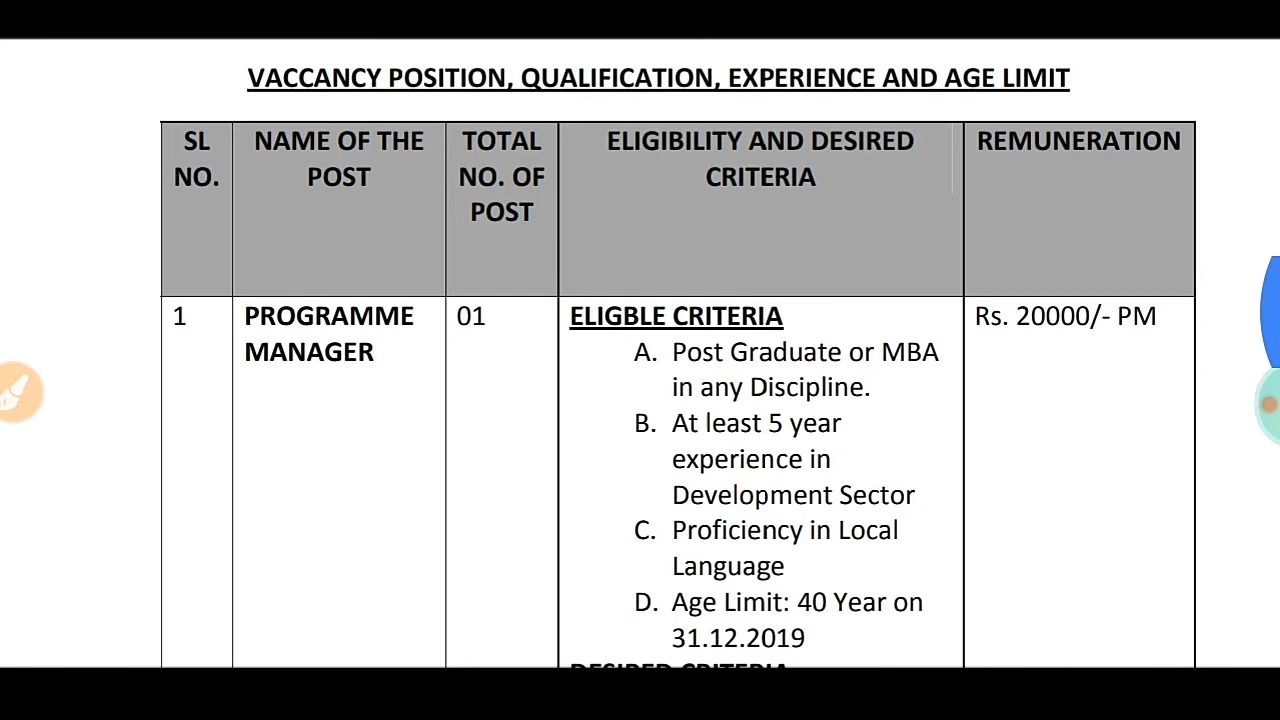 VACCANCY POSITION, QUALIFICATION, EXPERIENCE AND AGE LIMIT
SL NO.
NAME OF THE POST
TOTAL NO. OF POST
ELIGIBILITY AND DESIRED CRITERIA
REMUNERATION
1
PROGRAMME
MANAGER
01
ELIGBLE CRITERIA
A. Post Graduate or MBA
in any Discipline.
B. At least 5 year
experience in
Development Sector
C. Proficiency in Local
Language
D. Age Limit: 40 Year on
31.12.2019
DESIRED CRITERIA
Rs. 20000/- PM